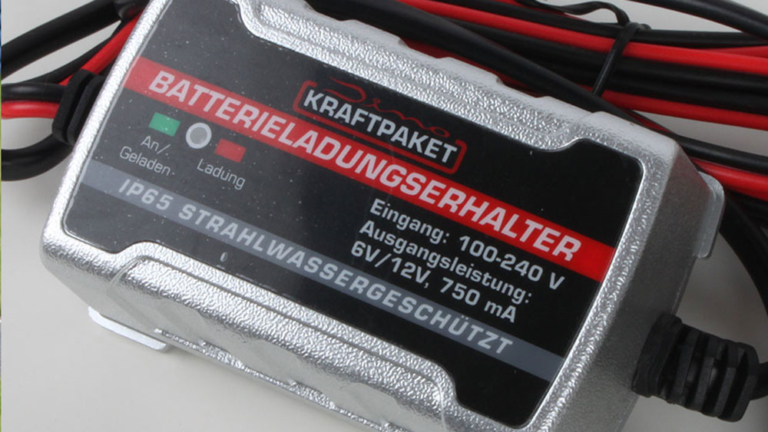 Dino
KRAFTPAKET
BATTERIELADUNGSERHALTER
An/
Geladen
Ladung
Eingang: 100-240 V
Ausgangsleistung:
6V/12V, 750 mA
IP65 STRAHLWASSERGESCHÜTZT